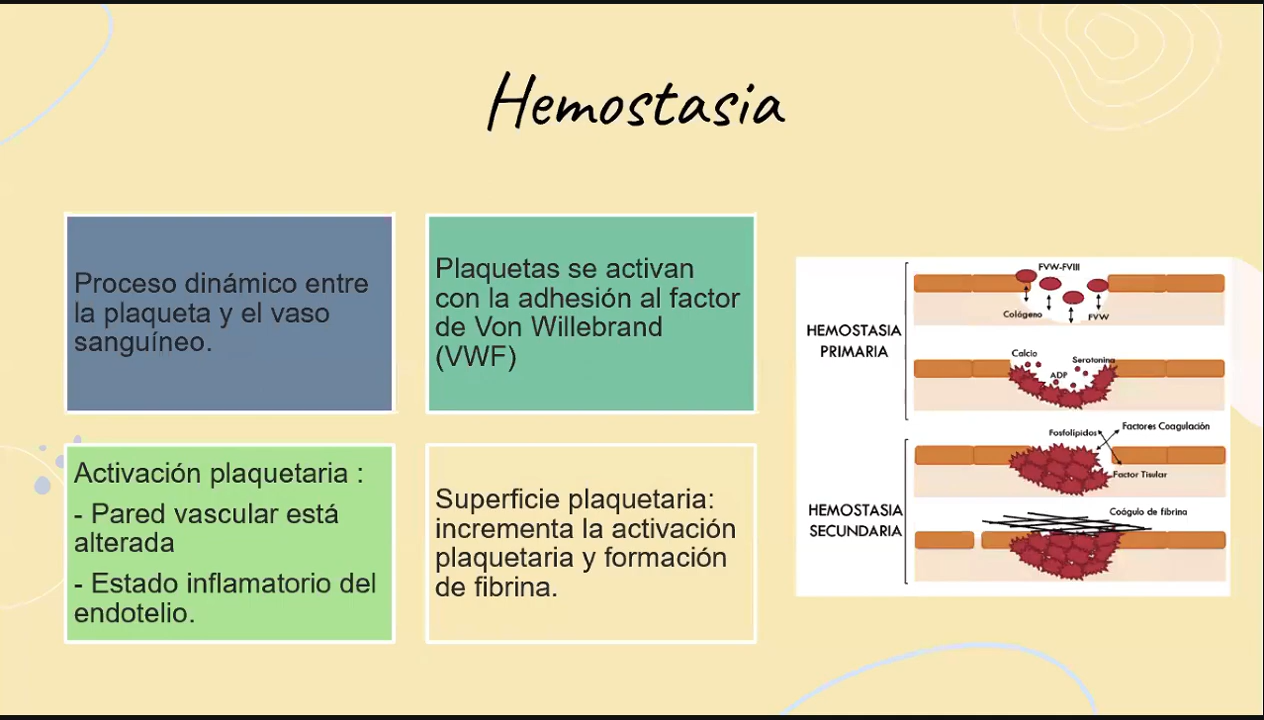 Hemostasia
Proceso dinámico entre
la plaqueta y el vaso
sanguíneo.
Plaquetas se activan
con la adhesión al factor
de Von Willebrand
(VWF)
Activación plaquetaria :
- Pared vascular está
alterada
- Estado inflamatorio del
endotelio.
Superficie plaquetaria:
incrementa la activación
plaquetaria y formación
de fibrina.
HEMOSTASIA
PRIMARIA
FVW-FVIII
Cológeno
FVW
Calcio
Serotonina
ADP
HEMOSTASIA
SECUNDARIA
Fosfolípidos
Factores Coagulación
Factor Tisular
Coágulo de fibrina